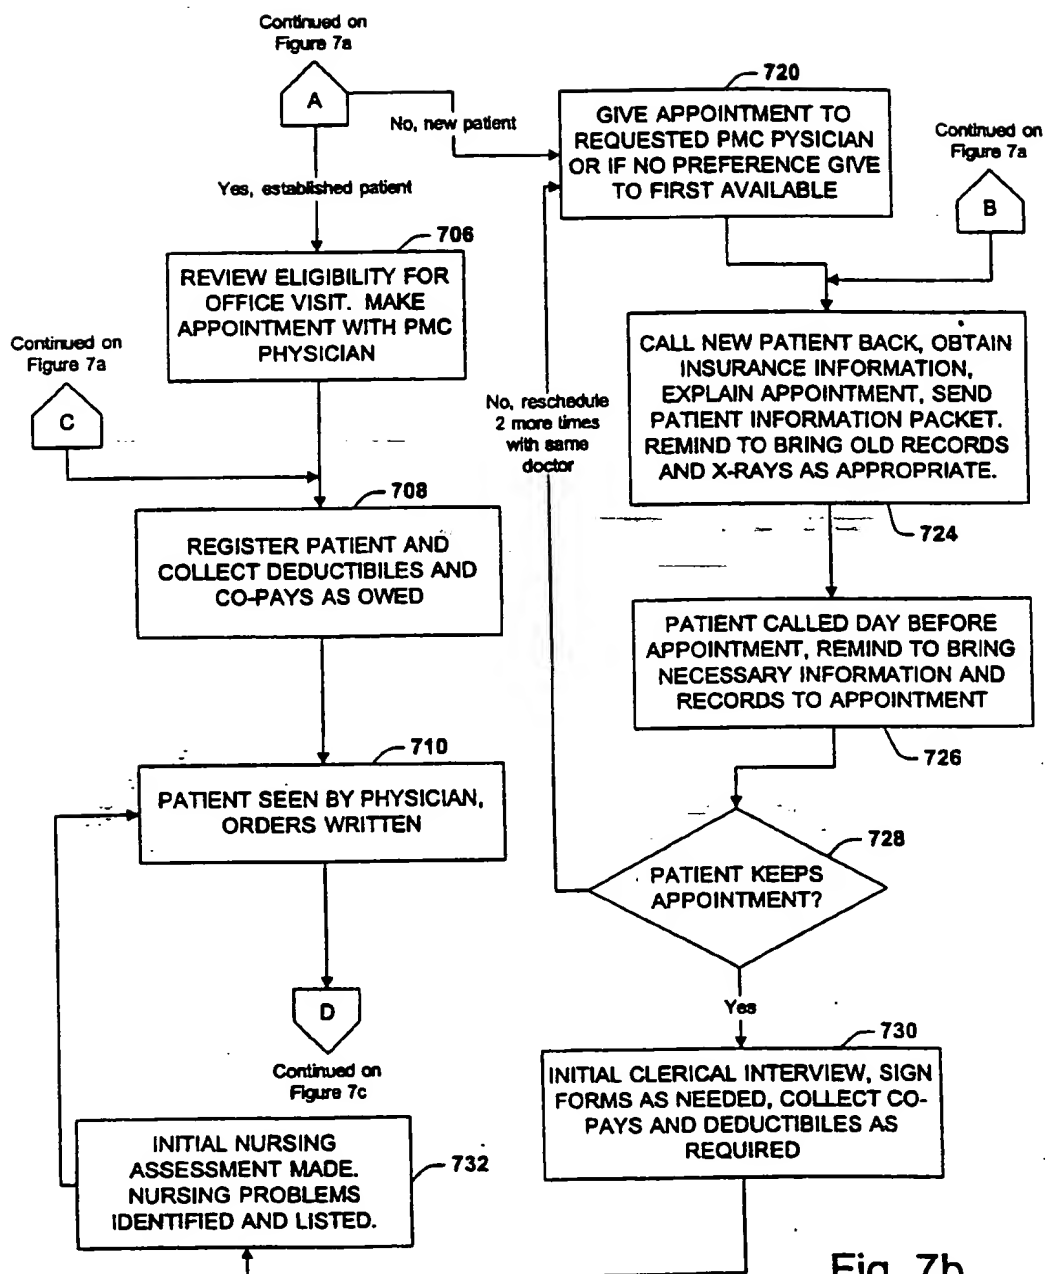 Continued on
Figure 7a
A
No, new patient
Yes, established patient
720
GIVE APPOINTMENT TO
REQUESTED PMC PYSICIAN
OR IF NO PREFERENCE GIVE
TO FIRST AVAILABLE
Continued on
Figure 7a
B
706
REVIEW ELIGIBILITY FOR
OFFICE VISIT. MAKE
APPOINTMENT WITH PMC
PHYSICIAN
Continued on
Figure 7a
C
No, reschedule
2 more times
with same
doctor
CALL NEW PATIENT BACK, OBTAIN
INSURANCE INFORMATION,
EXPLAIN APPOINTMENT, SEND
PATIENT INFORMATION PACKET.
REMIND TO BRING OLD RECORDS
AND X-RAYS AS APPROPRIATE.
724
708
REGISTER PATIENT AND
COLLECT DEDUCTIBILES AND
CO-PAYS AS OWED
PATIENT CALLED DAY BEFORE
APPOINTMENT, REMIND TO BRING
NECESSARY INFORMATION AND
RECORDS TO APPOINTMENT
726
710
PATIENT SEEN BY PHYSICIAN,
ORDERS WRITTEN
728
PATIENT KEEPS
APPOINTMENT?
D
Continued on
Figure 7c
Yes
730
INITIAL CLERICAL INTERVIEW, SIGN
FORMS AS NEEDED, COLLECT CO-
PAYS AND DEDUCTIBILES AS
REQUIRED
INITIAL NURSING
ASSESSMENT MADE.
NURSING PROBLEMS
IDENTIFIED AND LISTED.
732
Fig. 7b